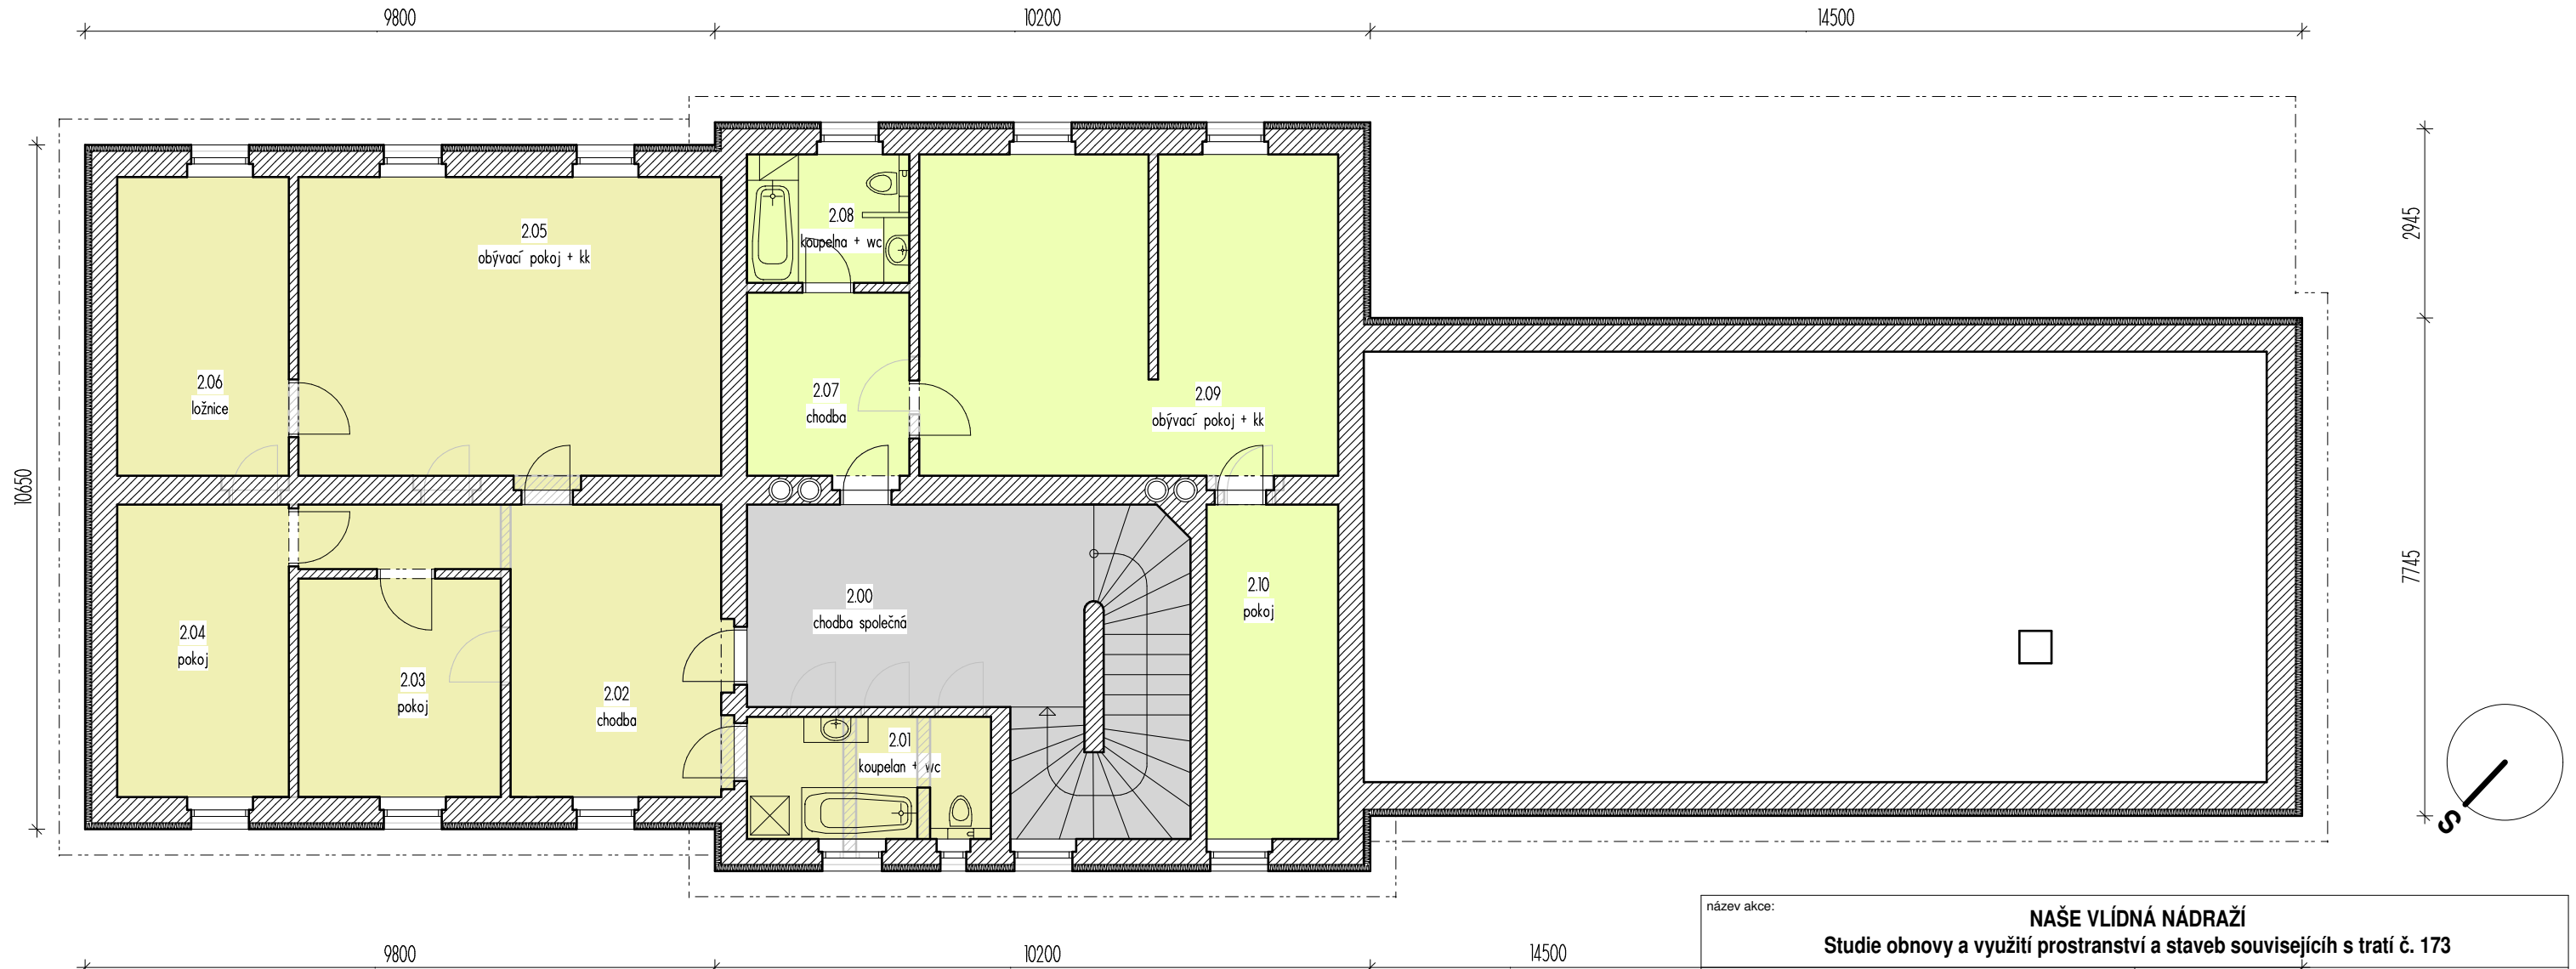 9800
10200
14500
2945
7745
10650
2.05
obývací pokoj + kk
2.06
ložnice
2.08
koupelna + wc
2.07
chodba
2.09
obývací pokoj + kk
2.04
pokoj
2.03
pokoj
2.02
chodba
2.00
chodba společná
2.01
koupelan + wc
2.10
pokoj
S
název akce:
NAŠE VLÍDNÁ NÁDRAŽÍ
Studie obnovy a využití prostranství a staveb souvisejícíh s tratí č. 173
9800
10200
14500